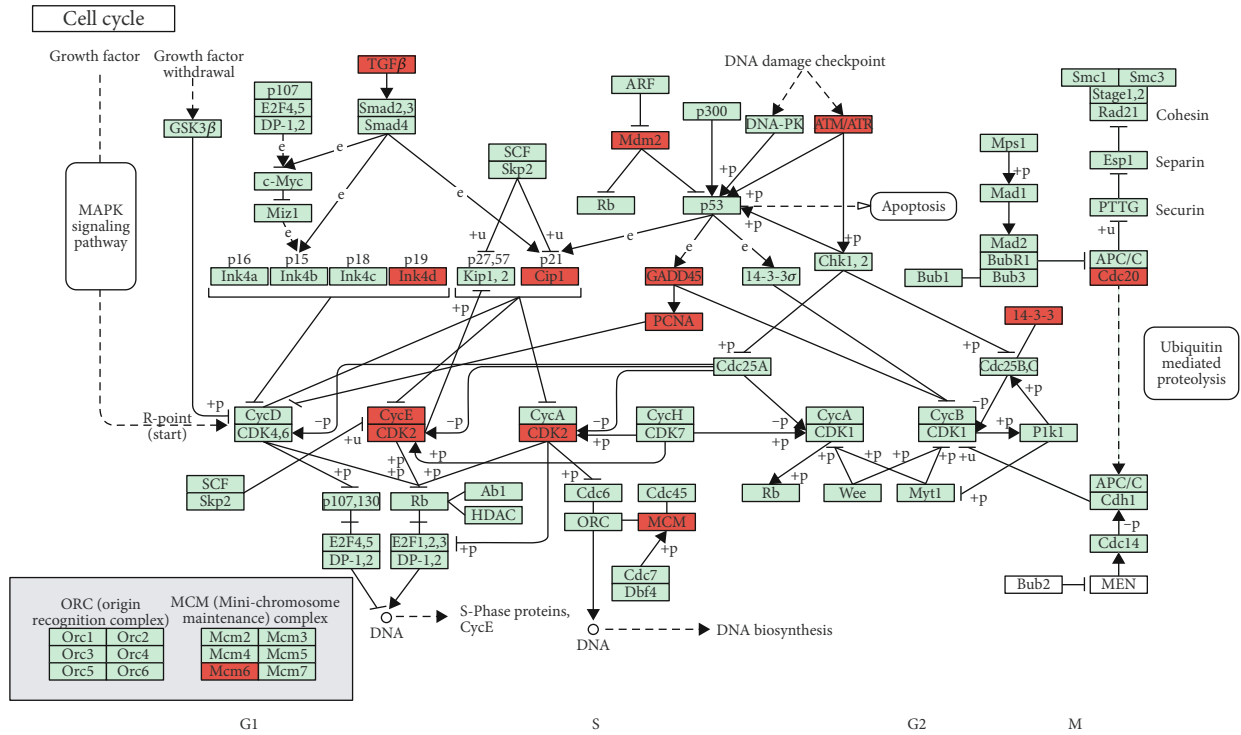 Cell cycle
Growth factor
Growth factor
withdrawal
TGFβ
DNA damage checkpoint
p107
E2F4,5
DP-1,2
Smad2,3
Smad4
ARF
p300
DNA-PK
ATM/ATR
Smc1
Smc3
Stage1,2
Rad21
Cohesin
GSK3β
Mdm2
Mps1
e
e
SCF
Skp2
+p
+p
Esp1
Separin
c-Myc
Mad1
MAPK
signaling
pathway
Miz1
e
e
e
Rb
p53
+p
+p
Apoptosis
PTTG
Securin
+u
+u
e
e
e
+p
+u
Mad2
BubR1
Bub3
Bub1
APC/C
Cdc20
p16
Ink4a
p15
Ink4b
p18
Ink4c
p19
Ink4d
p27,57
Kip1, 2
p21
Cip1
GADD45
14-3-3σ
Chk1, 2
+p
PCNA
14-3-3
+p
+p
Cdc25A
Cdc25B,C
Ubiquitin
mediated
proteolysis
+p
R-point
(start)
CycD
CDK4,6
–p
+u
CycE
CDK2
–p
CycA
CDK2
–p
+p
CycH
CDK7
–p
+p
CycA
CDK1
CycB
CDK1
–p
+p
+p
P1k1
+p
+p
+p
+p
+p
+p
+p
+p
+u
+p
SCF
Skp2
p107,130
Rb
Ab1
HDAC
Cdc6
Cdc45
ORC
MCM
Rb
Wee
Myt1
APC/C
Cdh1
–p
E2F4,5
DP-1,2
E2F1,2,3
DP-1,2
+p
+p
Cdc7
Dbf4
Cdc14
Bub2
MEN
ORC (origin
recognition complex)
MCM (Mini-chromosome
maintenance) complex
Orc1
Orc2
Orc3
Orc4
Orc5
Orc6
Mcm2
Mcm3
Mcm4
Mcm5
Mcm6
Mcm7
DNA
S-Phase proteins,
CycE
DNA
DNA biosynthesis
G1
S
G2
M